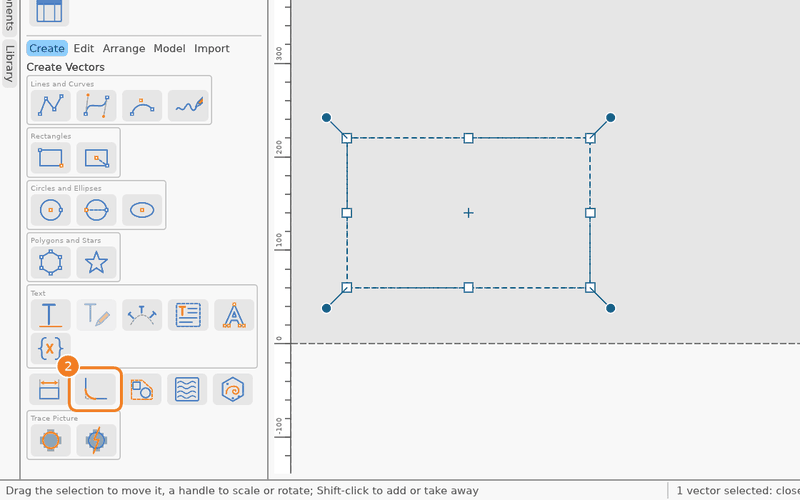 Library
Create Edit Arrange Model Import
Create Vectors
Lines and Curves
Rectangles
Circles and Ellipses
Polygons and Stars
Text
{X}
2
Trace Picture
300
200
100
0
-100
Drag the selection to move it, a handle to scale or rotate; Shift-click to add or take away
1 vector selected: